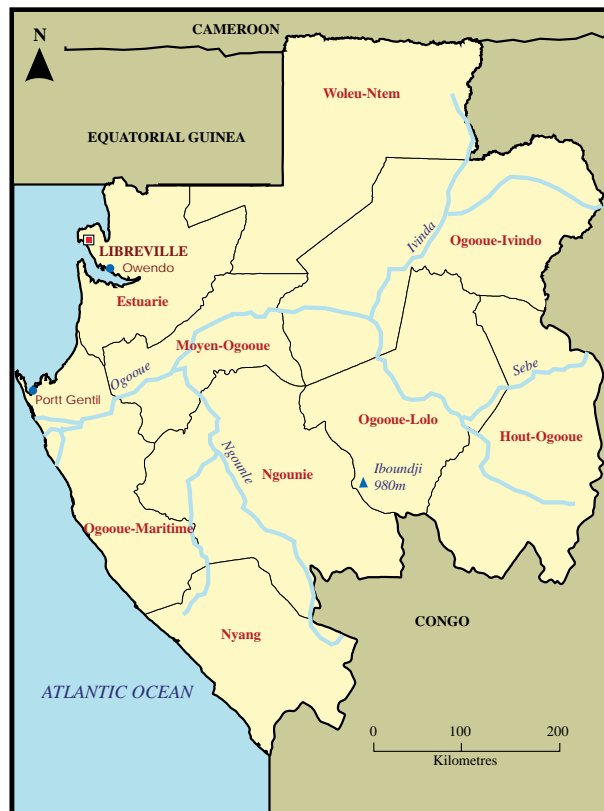 CAMEROON
N
Woleu-Ntem
EQUATORIAL GUINEA
Ivinda
Ogooue-Ivindo
LIBREVILLE
Owendo
Estuarie
Moyen-Ogooue
Ogooue
Sebe
Portt Gentil
Ogooue-Lolo
Hout-Ogooue
Ngounle
Ngounie
Iboundji
980m
Ogooue-Maritime
CONGO
Nyang
ATLANTIC OCEAN
0 100 200
Kilometres